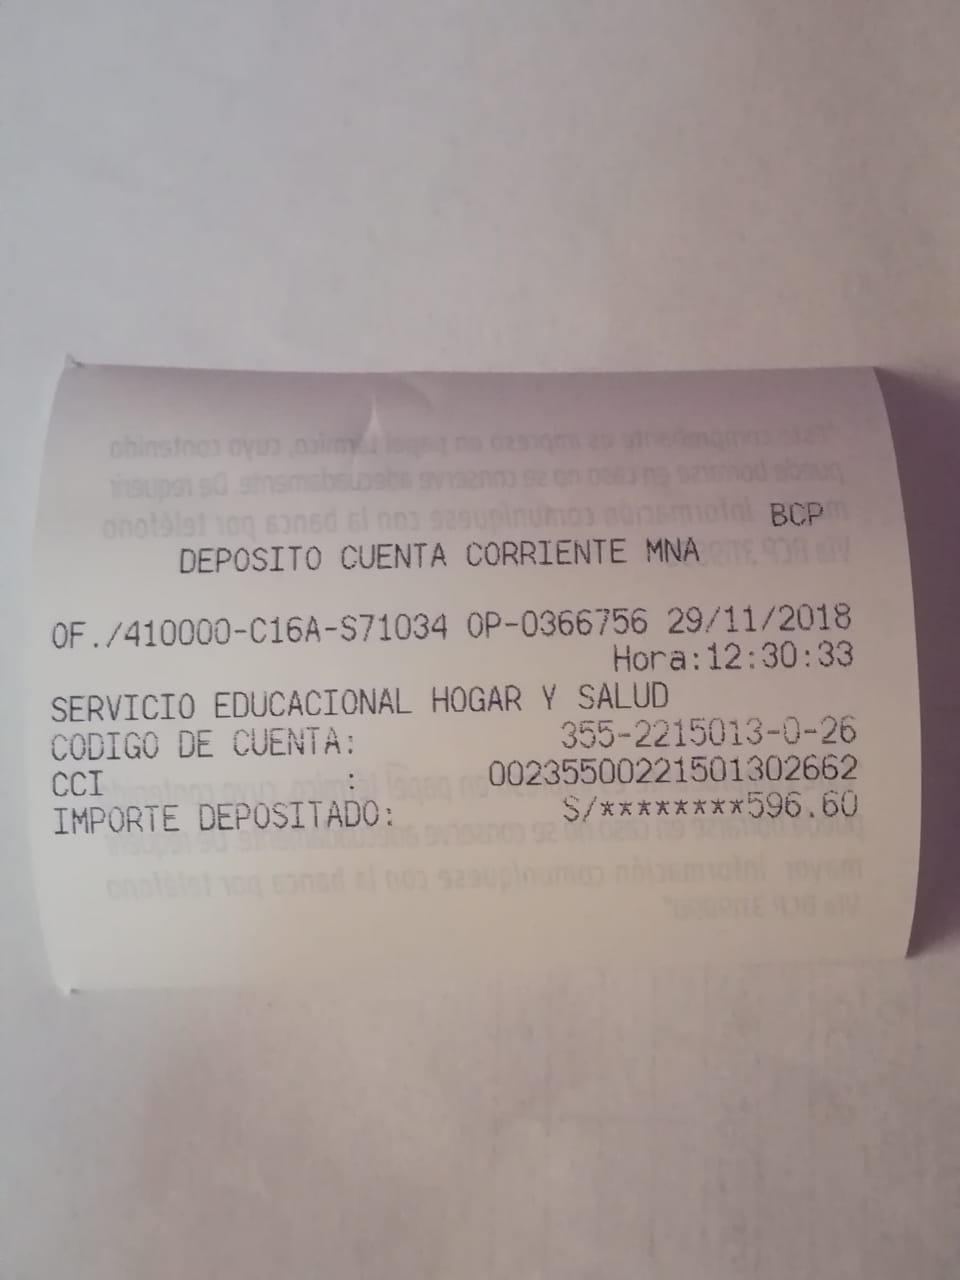 BCP
DEPOSITO CUENTA CORRIENTE MNA
OF./410000-C16A-S71034 OP-0366756 29/11/2018
Hora:12:30:33
SERVICIO EDUCACIONAL HOGAR Y SALUD
CODIGO DE CUENTA: 355-2215013-0-26
CCI : 00235500221501302662
IMPORTE DEPOSITADO: S/********596.60